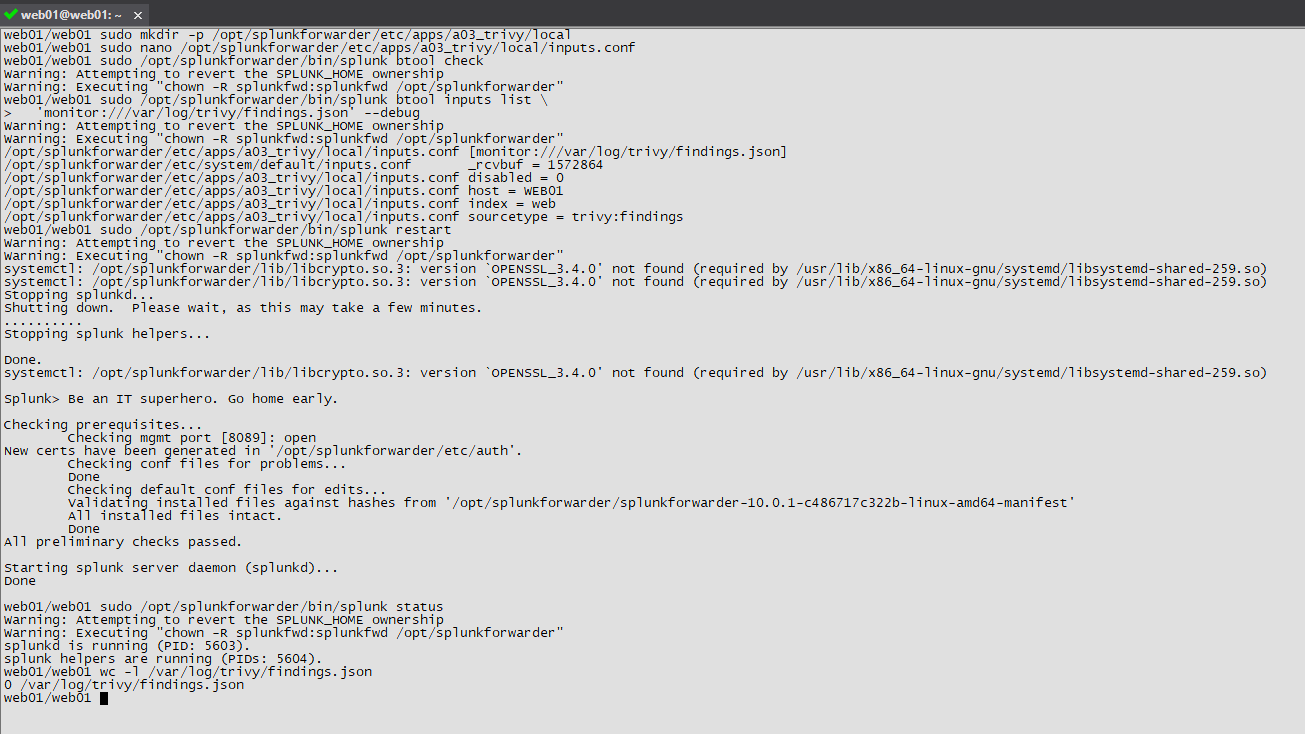 web01@web01: ~ ×
web01/web01 sudo mkdir -p /opt/splunkforwarder/etc/apps/a03_trivy/local
web01/web01 sudo nano /opt/splunkforwarder/etc/apps/a03_trivy/local/inputs.conf
web01/web01 sudo /opt/splunkforwarder/bin/splunk btool check
Warning: Attempting to revert the SPLUNK_HOME ownership
Warning: Executing "chown -R splunkfwd:splunkfwd /opt/splunkforwarder"
web01/web01 sudo /opt/splunkforwarder/bin/splunk btool inputs list \
>   'monitor:///var/log/trivy/findings.json' --debug
Warning: Attempting to revert the SPLUNK_HOME ownership
Warning: Executing "chown -R splunkfwd:splunkfwd /opt/splunkforwarder"
/opt/splunkforwarder/etc/apps/a03_trivy/local/inputs.conf [monitor:///var/log/trivy/findings.json]
/opt/splunkforwarder/etc/system/default/inputs.conf       _rcvbuf = 1572864
/opt/splunkforwarder/etc/apps/a03_trivy/local/inputs.conf disabled = 0
/opt/splunkforwarder/etc/apps/a03_trivy/local/inputs.conf host = WEB01
/opt/splunkforwarder/etc/apps/a03_trivy/local/inputs.conf index = web
/opt/splunkforwarder/etc/apps/a03_trivy/local/inputs.conf sourcetype = trivy:findings
web01/web01 sudo /opt/splunkforwarder/bin/splunk restart
Warning: Attempting to revert the SPLUNK_HOME ownership
Warning: Executing "chown -R splunkfwd:splunkfwd /opt/splunkforwarder"
systemctl: /opt/splunkforwarder/lib/libcrypto.so.3: version `OPENSSL_3.4.0' not found (required by /usr/lib/x86_64-linux-gnu/systemd/libsystemd-shared-259.so)
systemctl: /opt/splunkforwarder/lib/libcrypto.so.3: version `OPENSSL_3.4.0' not found (required by /usr/lib/x86_64-linux-gnu/systemd/libsystemd-shared-259.so)
Stopping splunkd...
Shutting down.  Please wait, as this may take a few minutes.
..........
Stopping splunk helpers...
Done.
systemctl: /opt/splunkforwarder/lib/libcrypto.so.3: version `OPENSSL_3.4.0' not found (required by /usr/lib/x86_64-linux-gnu/systemd/libsystemd-shared-259.so)
Splunk> Be an IT superhero. Go home early.
Checking prerequisites...
        Checking mgmt port [8089]: open
New certs have been generated in '/opt/splunkforwarder/etc/auth'.
        Checking conf files for problems...
        Done
        Checking default conf files for edits...
        Validating installed files against hashes from '/opt/splunkforwarder/splunkforwarder-10.0.1-c486717c322b-linux-amd64-manifest'
        All installed files intact.
        Done
All preliminary checks passed.
Starting splunk server daemon (splunkd)...
Done
web01/web01 sudo /opt/splunkforwarder/bin/splunk status
Warning: Attempting to revert the SPLUNK_HOME ownership
Warning: Executing "chown -R splunkfwd:splunkfwd /opt/splunkforwarder"
splunkd is running (PID: 5603).
splunk helpers are running (PIDs: 5604).
web01/web01 wc -l /var/log/trivy/findings.json
0 /var/log/trivy/findings.json
web01/web01